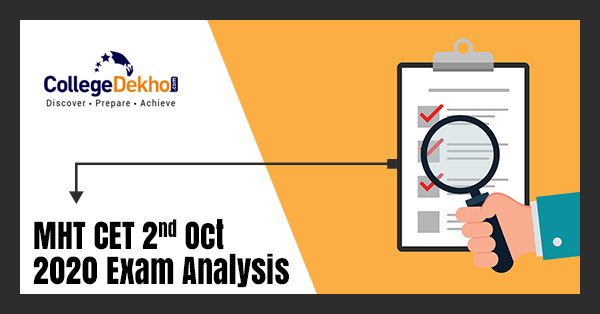 CollegeDekho.com
Discover • Prepare • Achieve
MHT CET 2nd Oct
2020 Exam Analysis